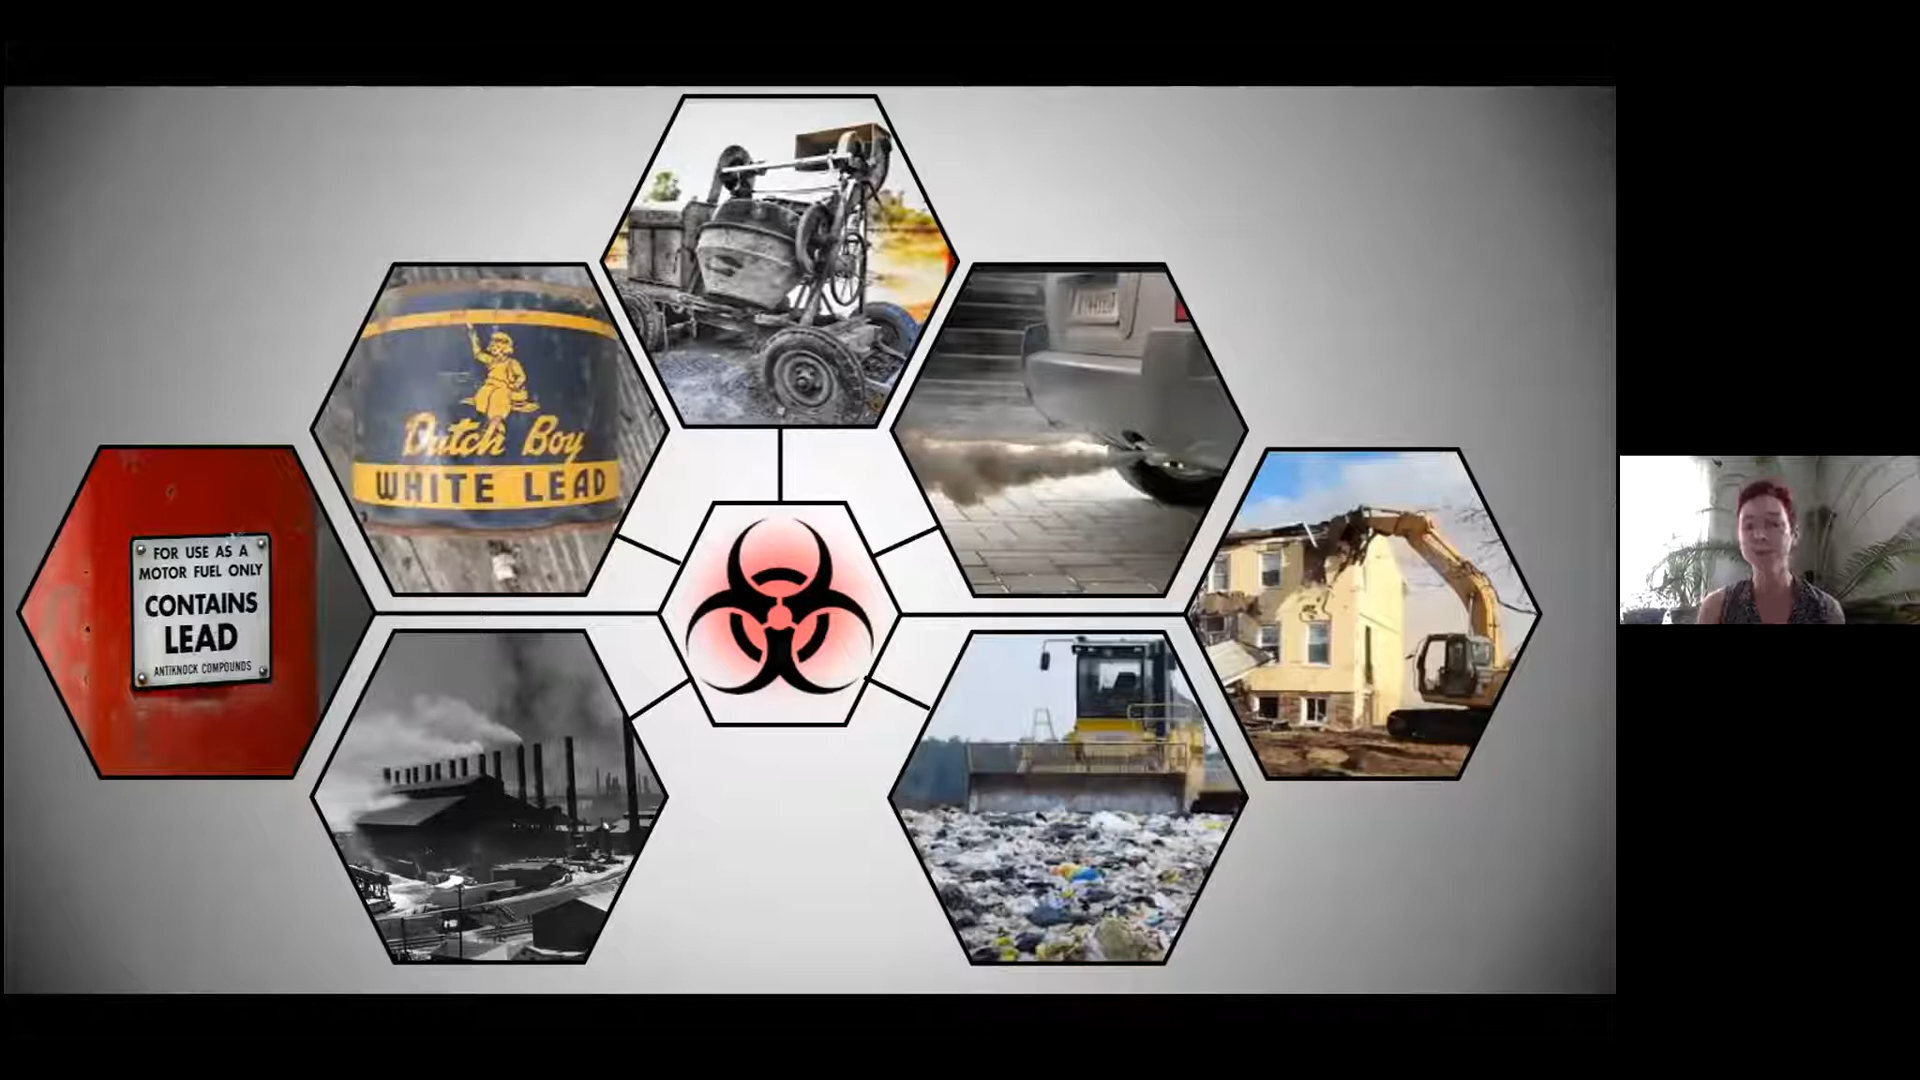 Dutch Boy
WHITE LEAD
FOR USE AS A
MOTOR FUEL ONLY
CONTAINS
LEAD
ANTIKNOCK COMPOUNDS